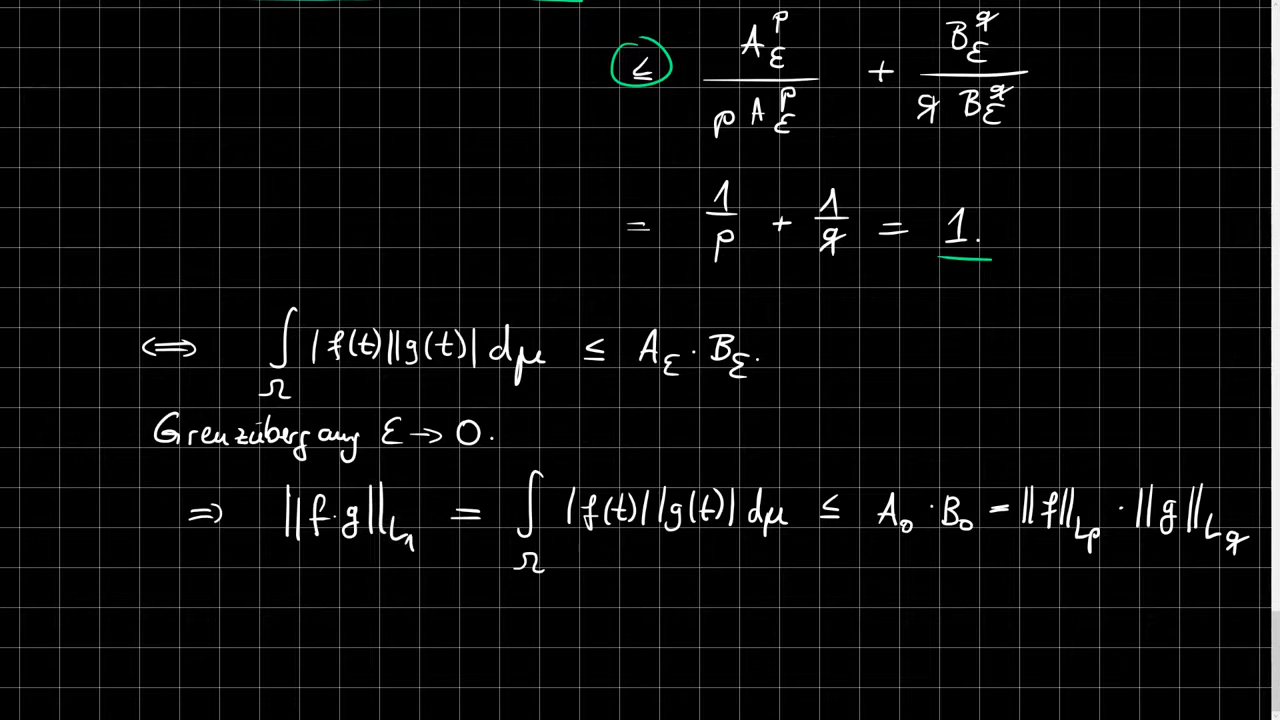 ≤ A_ε^p / (p A_ε^p) + B_ε^q / (q B_ε^q)
= 1/p + 1/q = 1.
⟺ ∫_Ω |f(t)||g(t)| dμ ≤ A_ε · B_ε.
Grenzübergang ε → 0.
⇒ ||f·g||_{L_1} = ∫_Ω |f(t)||g(t)| dμ ≤ A_0 · B_0 = ||f||_{L_p} · ||g||_{L_q}